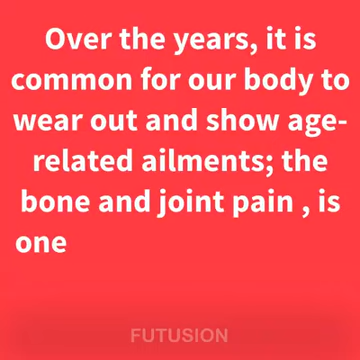 Over the years, it is
common for our body to
wear out and show age-
related ailments; the
bone and joint pain , is
one
FUTUSION